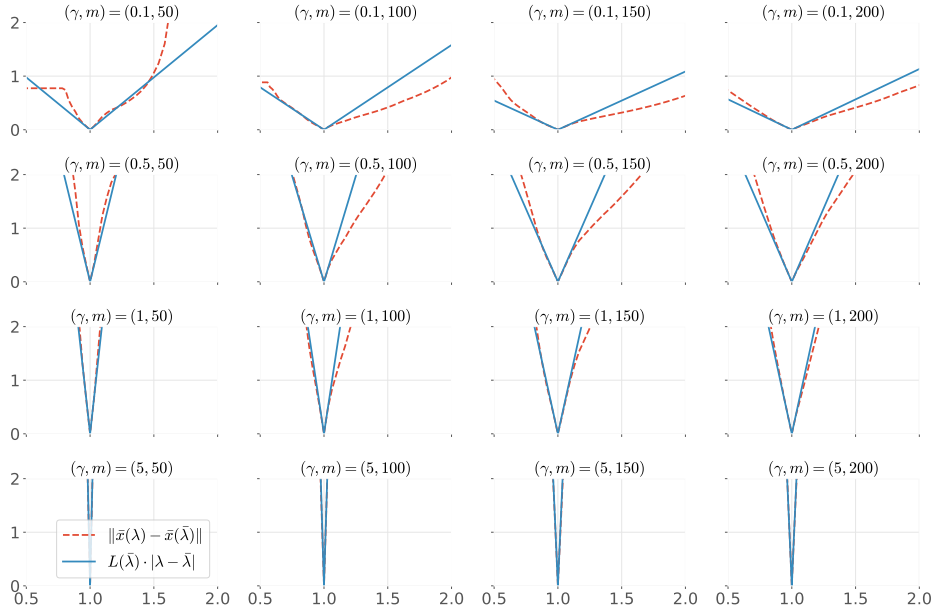 (γ, m) = (0.1, 50) (γ, m) = (0.1, 100) (γ, m) = (0.1, 150) (γ, m) = (0.1, 200)
2
1
0
(γ, m) = (0.5, 50) (γ, m) = (0.5, 100) (γ, m) = (0.5, 150) (γ, m) = (0.5, 200)
2
1
0
(γ, m) = (1, 50) (γ, m) = (1, 100) (γ, m) = (1, 150) (γ, m) = (1, 200)
2
1
0
(γ, m) = (5, 50) (γ, m) = (5, 100) (γ, m) = (5, 150) (γ, m) = (5, 200)
2
1
0
‖x̄(λ) − x̄(λ̄)‖
L(λ̄) · |λ − λ̄|
0.5 1.0 1.5 2.0 0.5 1.0 1.5 2.0 0.5 1.0 1.5 2.0 0.5 1.0 1.5 2.0